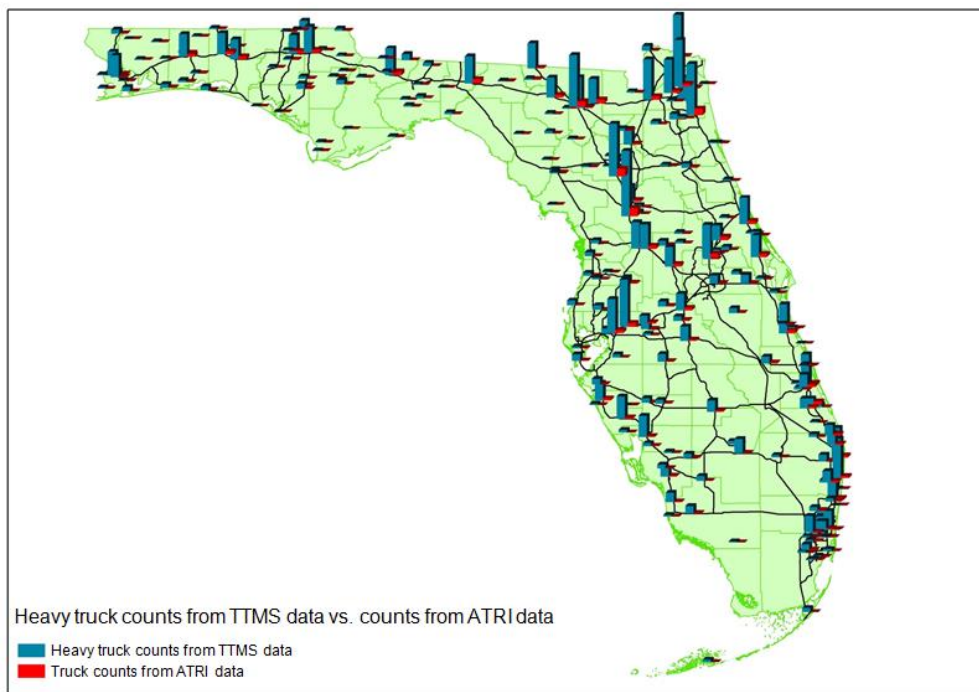 Heavy truck counts from TTMS data vs. counts from ATRI data
Heavy truck counts from TTMS data
Truck counts from ATRI data